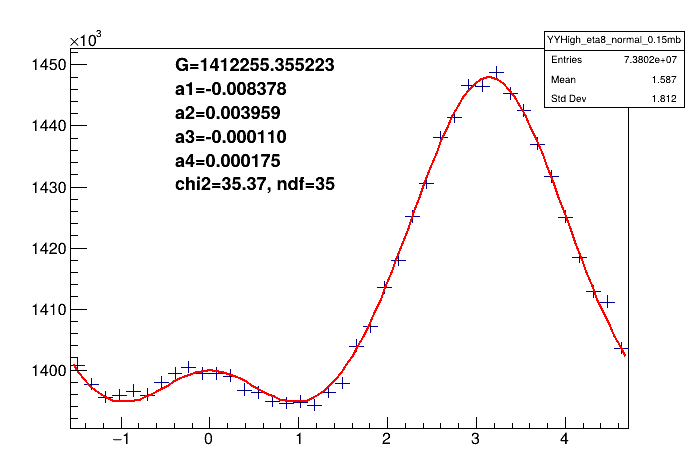 ×10³
YYHigh_eta8_normal_0.15mb
Entries 7.3802e+07
Mean 1.587
Std Dev 1.812
G=1412255.355223
a1=-0.008378
a2=0.003959
a3=-0.000110
a4=0.000175
chi2=35.37, ndf=35
1450
1440
1430
1420
1410
1400
−1 0 1 2 3 4